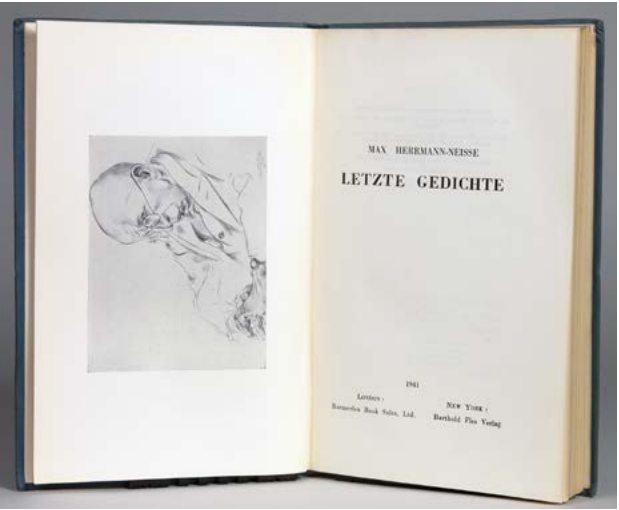 MAX HERRMANN-NEISSE
LETZTE GEDICHTE
1941
LONDON:
Barmerlea Book Sales, Ltd.
NEW YORK:
Barthold Fles Verlag